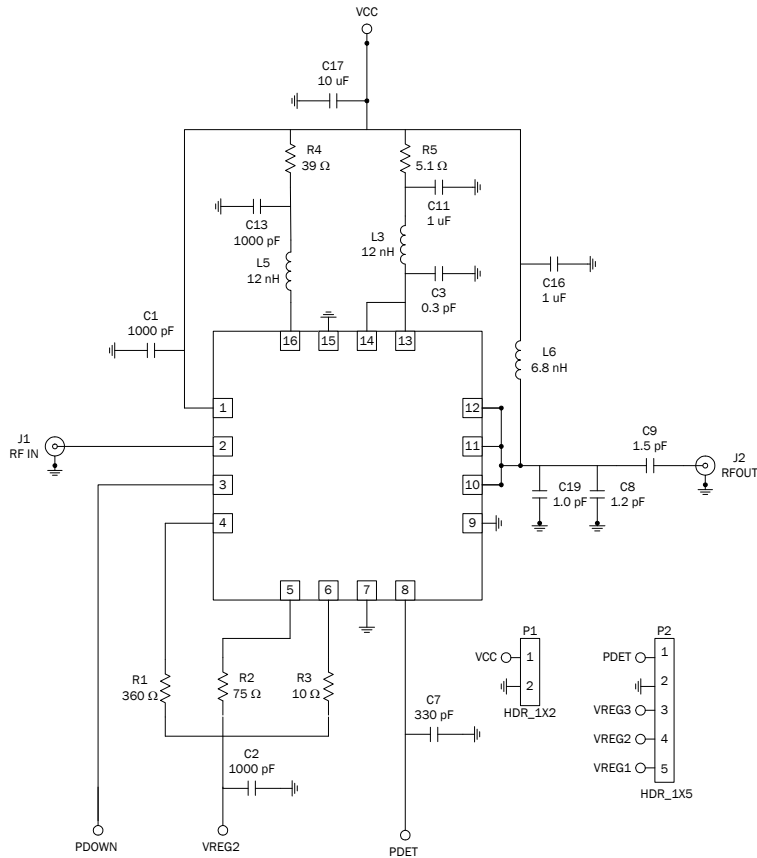 VCC
C17
10 uF
R4
39 Ω
R5
5.1 Ω
C13
1000 pF
C11
1 uF
L5
12 nH
L3
12 nH
C3
0.3 pF
C16
1 uF
C1
1000 pF
16
15
14
13
L6
6.8 nH
1
12
J1
RF IN
2
11
C9
1.5 pF
J2
RFOUT
3
10
C19
1.0 pF
C8
1.2 pF
4
9
5
6
7
8
R1
360 Ω
R2
75 Ω
R3
10 Ω
C7
330 pF
C2
1000 pF
PDOWN
VREG2
PDET
P1
VCC
1
2
HDR_1X2
P2
PDET
1
2
VREG3
3
VREG2
4
VREG1
5
HDR_1X5